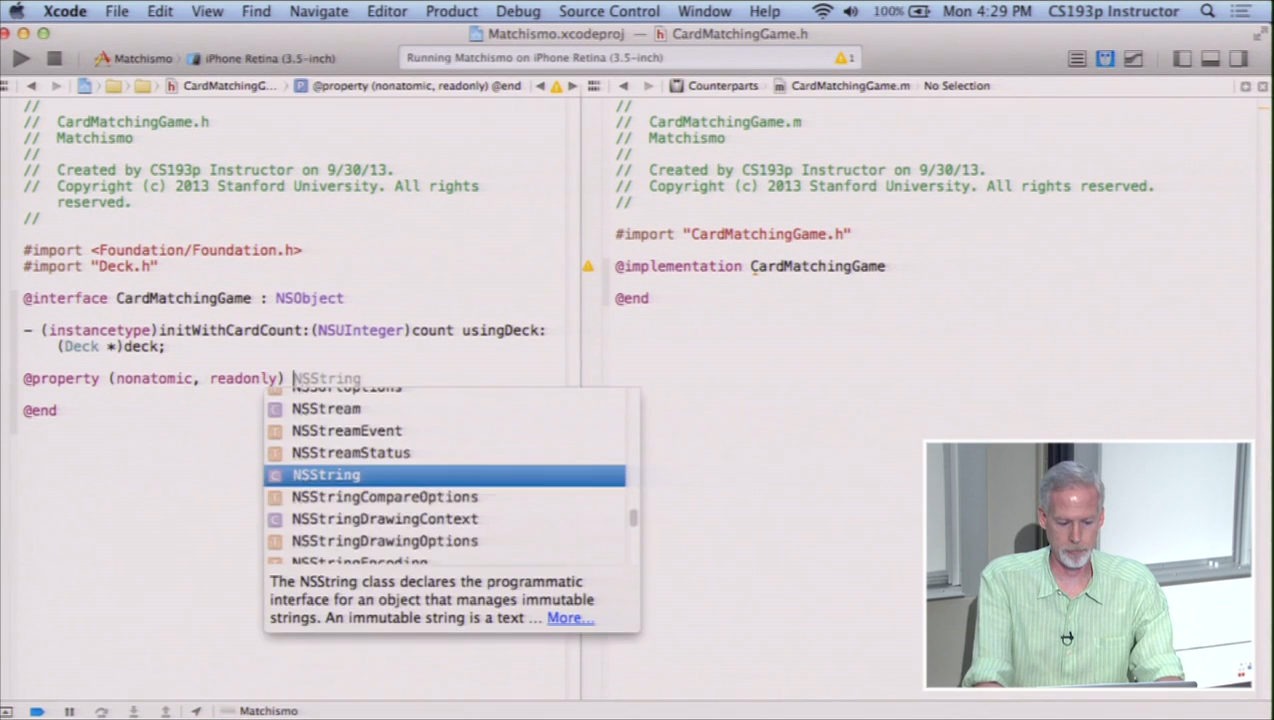 Xcode File Edit View Find Navigate Editor Product Debug Source Control Window Help 100% Mon 4:29 PM CS193p Instructor
Matchismo.xcodeproj — CardMatchingGame.h
Matchismo iPhone Retina (3.5-inch) Running Matchismo on iPhone Retina (3.5-inch) 1
CardMatchingG... @property (nonatomic, readonly) @end Counterparts CardMatchingGame.m No Selection
//
// CardMatchingGame.h
// Matchismo
//
// Created by CS193p Instructor on 9/30/13.
// Copyright (c) 2013 Stanford University. All rights
reserved.
//
#import <Foundation/Foundation.h>
#import "Deck.h"
@interface CardMatchingGame : NSObject
- (instancetype)initWithCardCount:(NSUInteger)count usingDeck:
(Deck *)deck;
@property (nonatomic, readonly) NSString
@end
NSSortOptions
NSStream
NSStreamEvent
NSStreamStatus
NSString
NSStringCompareOptions
NSStringDrawingContext
NSStringDrawingOptions
NSStringEncoding
The NSString class declares the programmatic
interface for an object that manages immutable
strings. An immutable string is a text ... More...
//
// CardMatchingGame.m
// Matchismo
//
// Created by CS193p Instructor on 9/30/13.
// Copyright (c) 2013 Stanford University. All rights reserved.
//
#import "CardMatchingGame.h"
@implementation CardMatchingGame
@end
Matchismo